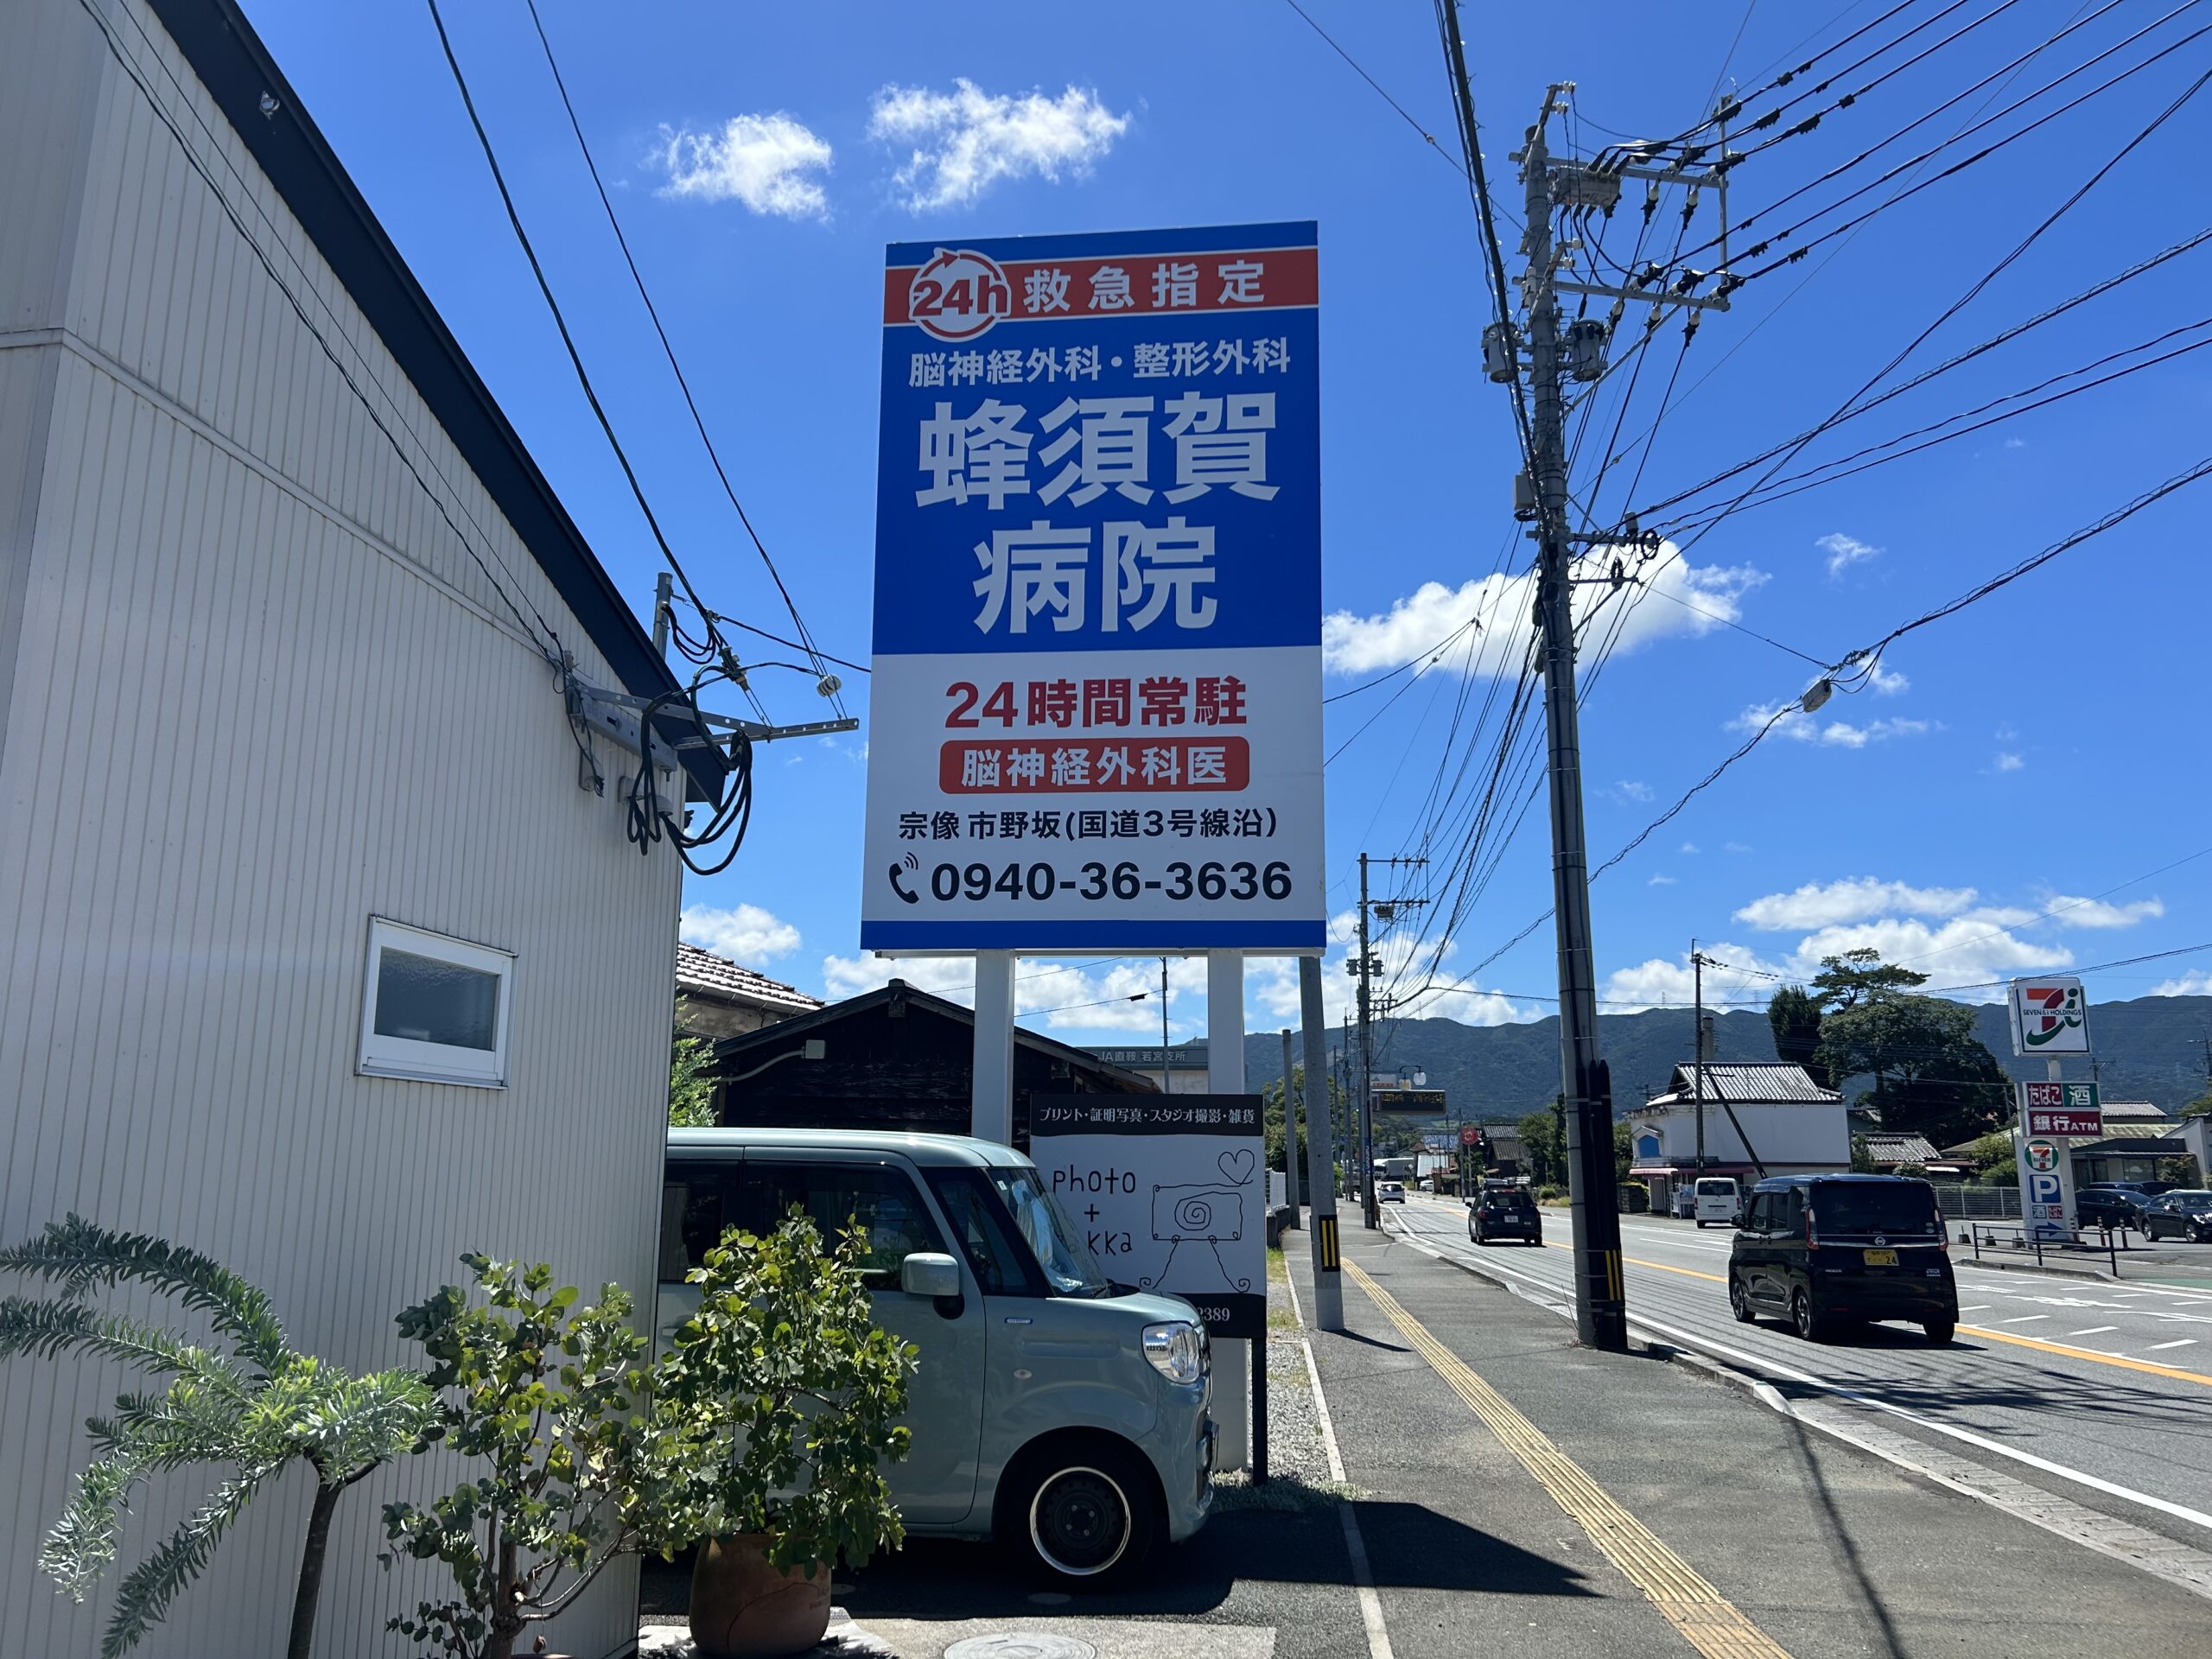 24h 救急指定
脳神経外科・整形外科
蜂須賀
病院
24時間常駐
脳神経外科医
宗像 市野坂(国道3号線沿)
0940-36-3636
JA直鞍 若宮支所
プリント・証明写真・スタジオ撮影・雑貨
photo
+
kka
2389
SEVEN & i HOLDINGS
たばこ 酒
銀行ATM
P
24